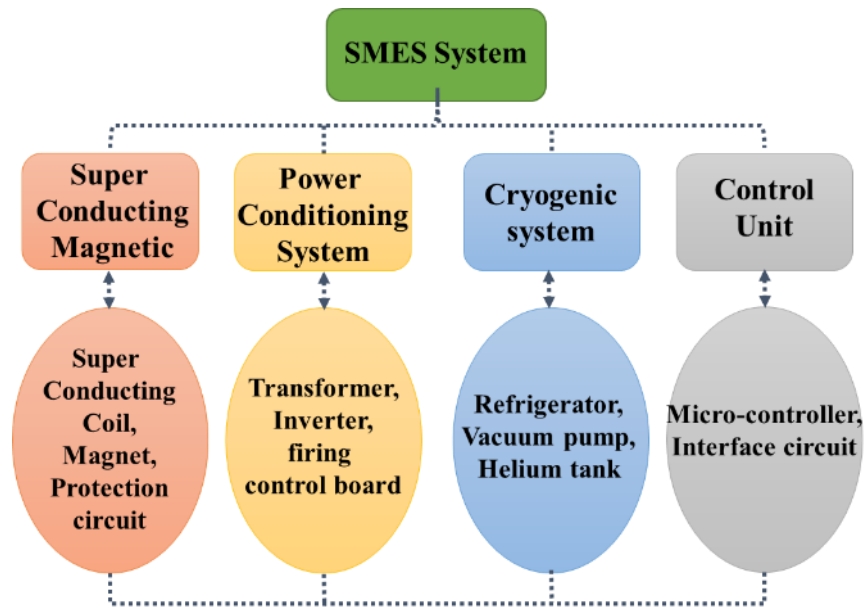 SMES System
Super
Conducting
Magnetic
Power
Conditioning
System
Cryogenic
system
Control
Unit
Super
Conducting
Coil,
Magnet,
Protection
circuit
Transformer,
Inverter,
firing
control board
Refrigerator,
Vacuum pump,
Helium tank
Micro-controller,
Interface circuit